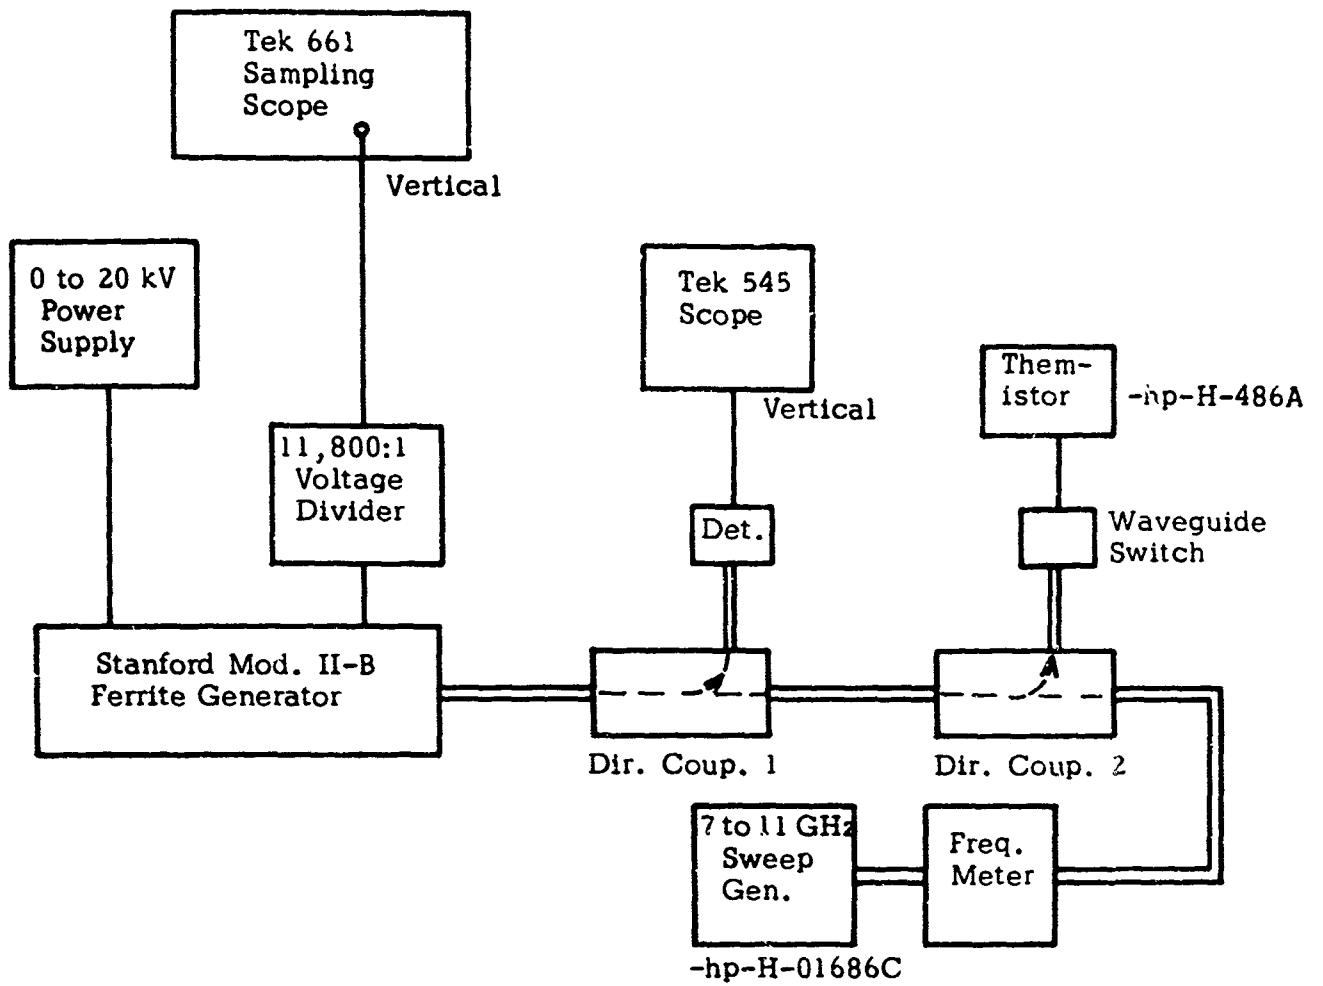 Tek 661
Sampling
Scope
Vertical
0 to 20 kV
Power
Supply
Tek 545
Scope
Vertical
Them-
istor
-hp-H-486A
11,800:1
Voltage
Divider
Det.
Waveguide
Switch
Stanford Mod. II-B
Ferrite Generator
Dir. Coup. 1
Dir. Coup. 2
7 to 11 GHz
Sweep
Gen.
Freq.
Meter
-hp-H-01686C